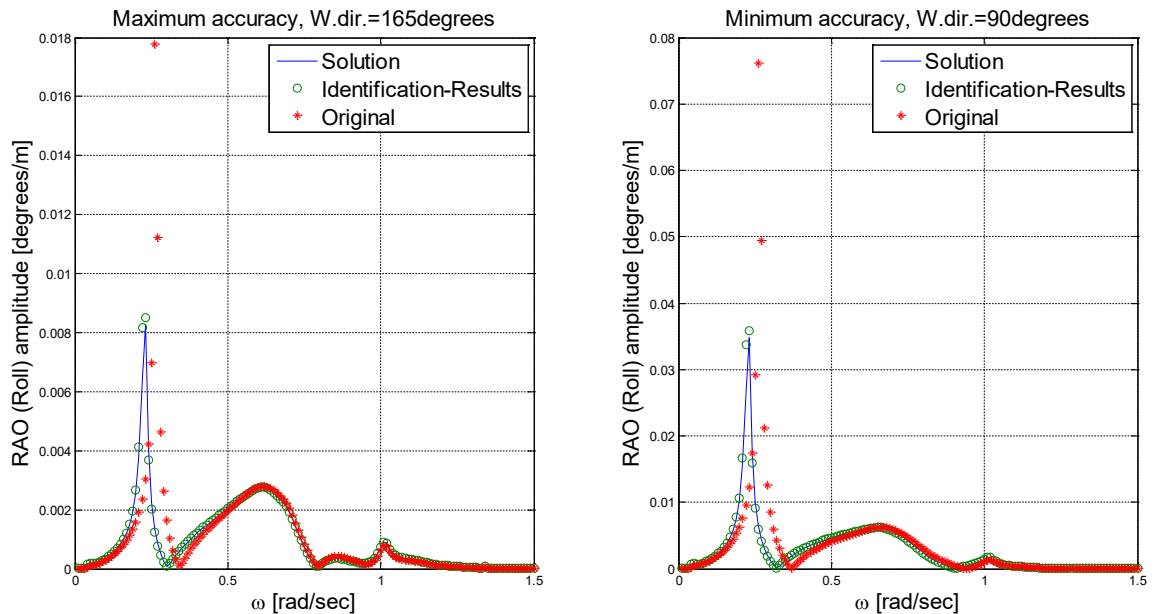 Maximum accuracy, W.dir.=165degrees
RAO (Roll) amplitude [degrees/m]
0.018
0.016
0.014
0.012
0.01
0.008
0.006
0.004
0.002
0
Solution
Identification-Results
Original
0
0.5
1
1.5
ω [rad/sec]
Minimum accuracy, W.dir.=90degrees
RAO (Roll) amplitude [degrees/m]
0.08
0.07
0.06
0.05
0.04
0.03
0.02
0.01
0
Solution
Identification-Results
Original
0
0.5
1
1.5
ω [rad/sec]